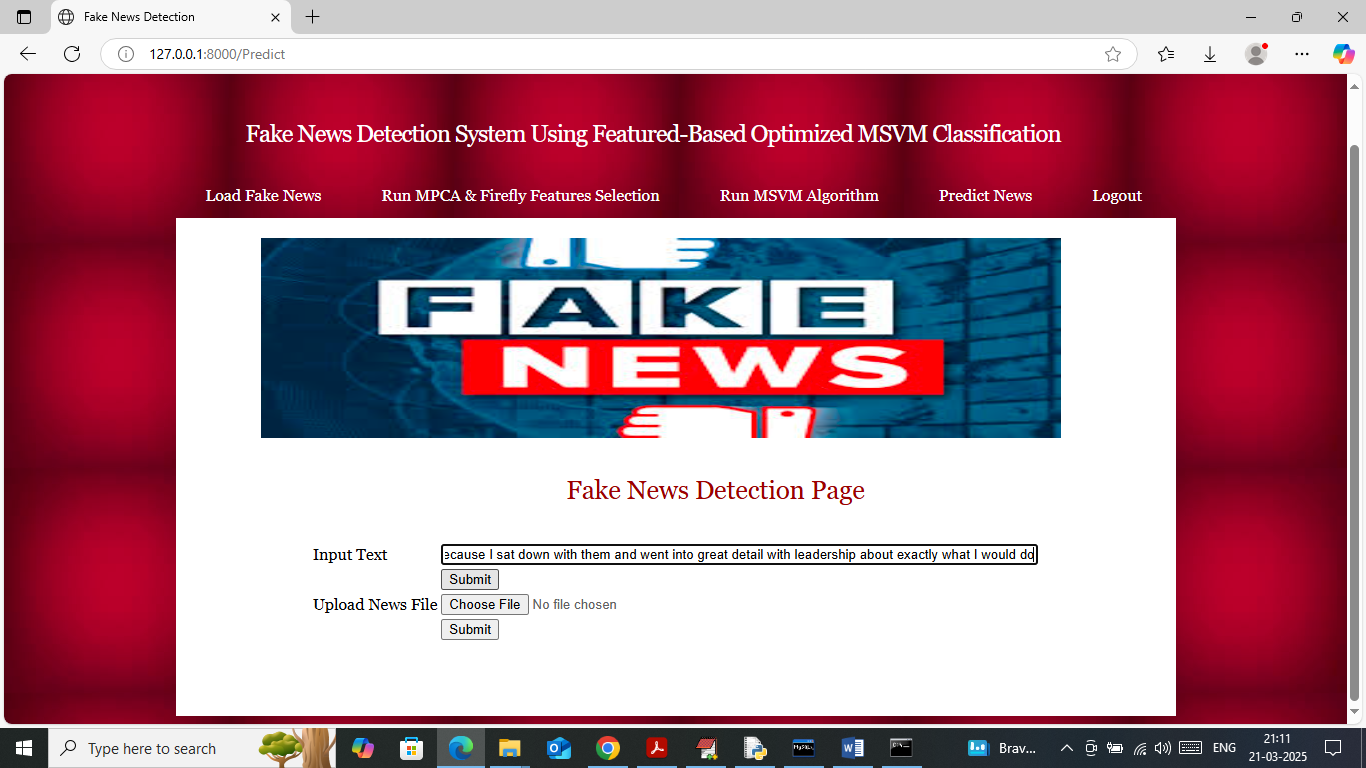 Fake News Detection
127.0.0.1:8000/Predict
Fake News Detection System Using Featured-Based Optimized MSVM Classification
Load Fake News Run MPCA & Firefly Features Selection Run MSVM Algorithm Predict News Logout
FAKE
NEWS
Fake News Detection Page
Input Text ecause I sat down with them and went into great detail with leadership about exactly what I would do
Submit
Upload News File Choose File No file chosen
Submit
Type here to search Brav... ENG 21:11
21-03-2025